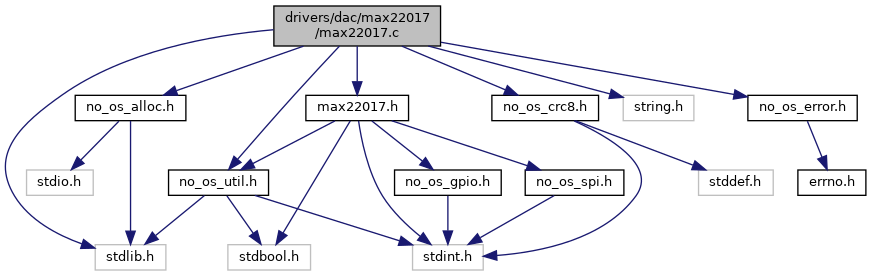 drivers/dac/max22017
/max22017.c
no_os_alloc.h
max22017.h
no_os_crc8.h
string.h
no_os_error.h
stdio.h
no_os_util.h
no_os_gpio.h
no_os_spi.h
stddef.h
errno.h
stdlib.h
stdbool.h
stdint.h